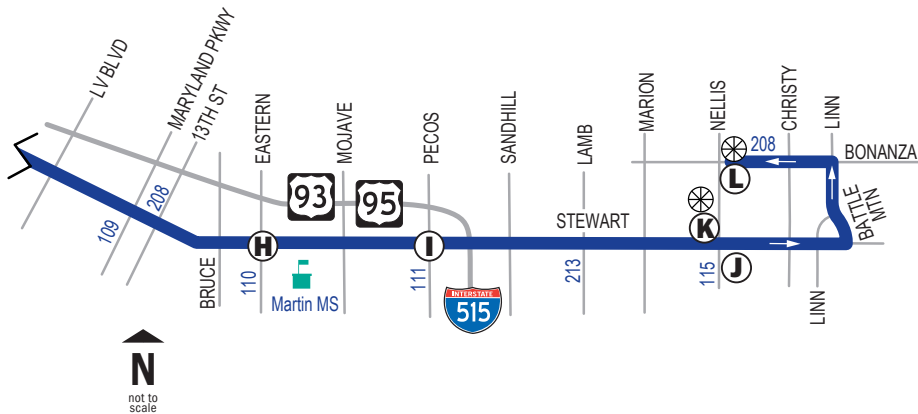 LV BLVD
MARYLAND PKWY
13TH ST
EASTERN
MOJAVE
PECOS
SANDHILL
LAMB
MARION
NELLIS
CHRISTY
LINN
208
BONANZA
93
95
L
109
208
STEWART
K
BATTLE
MTN
BRUCE
H
I
J
110
Martin MS
111
213
115
LINN
INTERSTATE
515
N
not to
scale